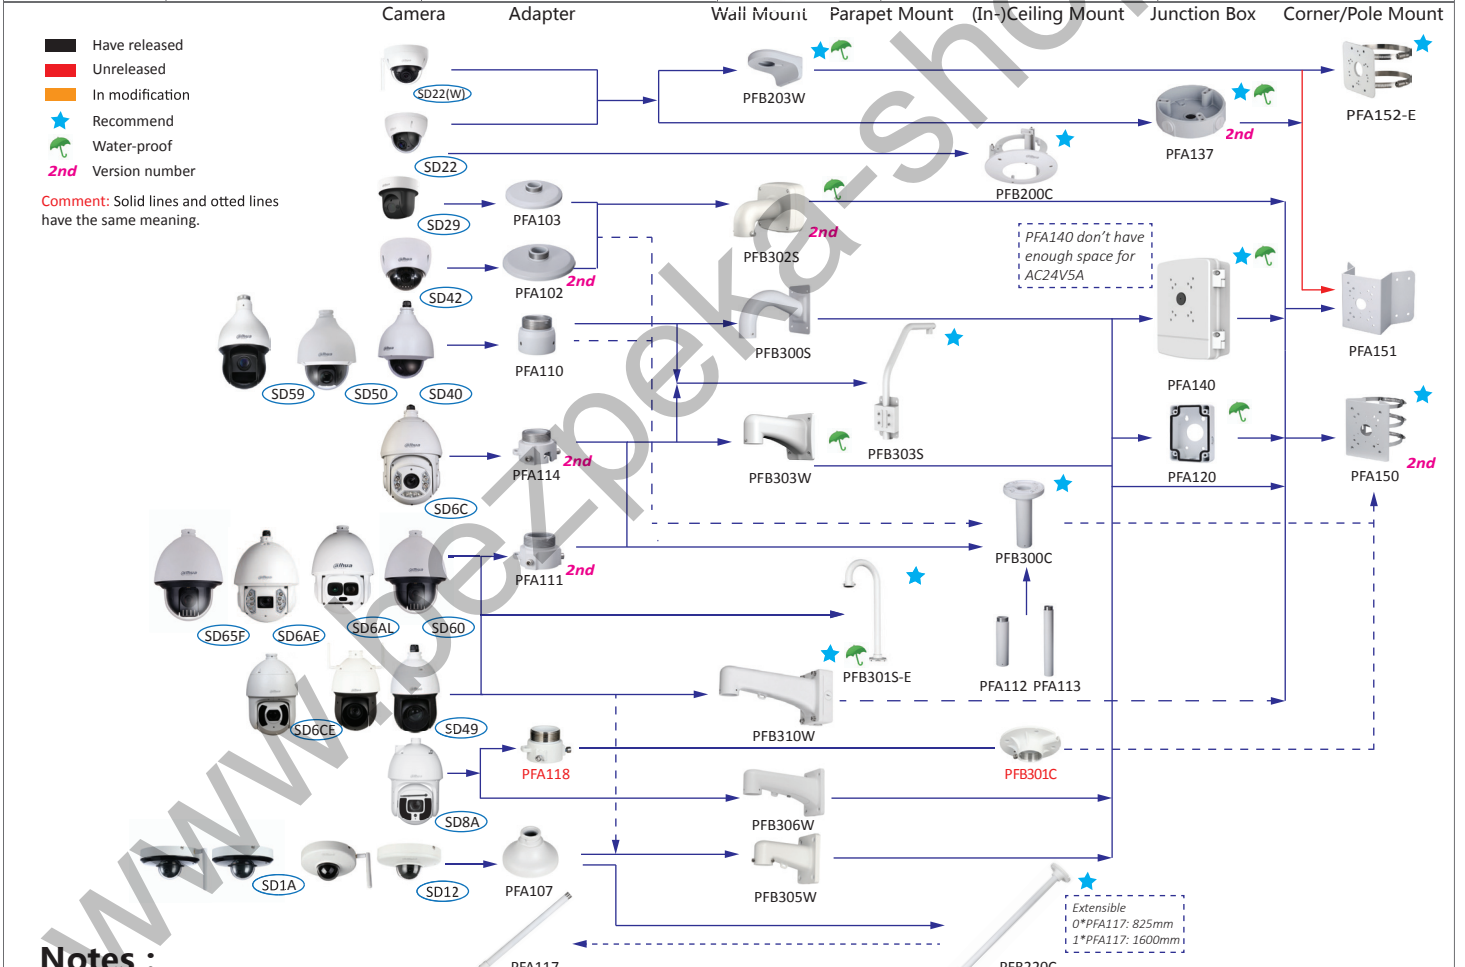 Camera
Adapter
Wall Mount
Parapet Mount
(In-)Ceiling Mount
Junction Box
Corner/Pole Mount
Have released
Unreleased
In modification
Recommend
Water-proof
2nd Version number
Comment: Solid lines and otted lines
have the same meaning.
SD22(W)
PFB203W
PFA137
2nd
PFA152-E
SD22
PFB200C
SD29
PFA103
PFB302S
2nd
SD42
PFA102
2nd
PFA140 don't have
enough space for
AC24V5A
SD59
SD50
SD40
PFA110
PFB300S
PFB303S
PFA140
PFA151
SD6C
PFA114
2nd
PFB303W
PFA120
PFA150
2nd
SD65F
SD6AE
SD6AL
SD60
PFA111
2nd
PFB300C
PFB301S-E
PFA112
PFA113
SD6CE
SD49
PFB310W
SD8A
PFA118
PFB301C
PFB306W
SD1A
SD12
PFA107
PFB305W
Extensible
0*PFA117: 825mm
1*PFA117: 1600mm
PFA117
PFB220C
Notes :
www.bezpeka-sho